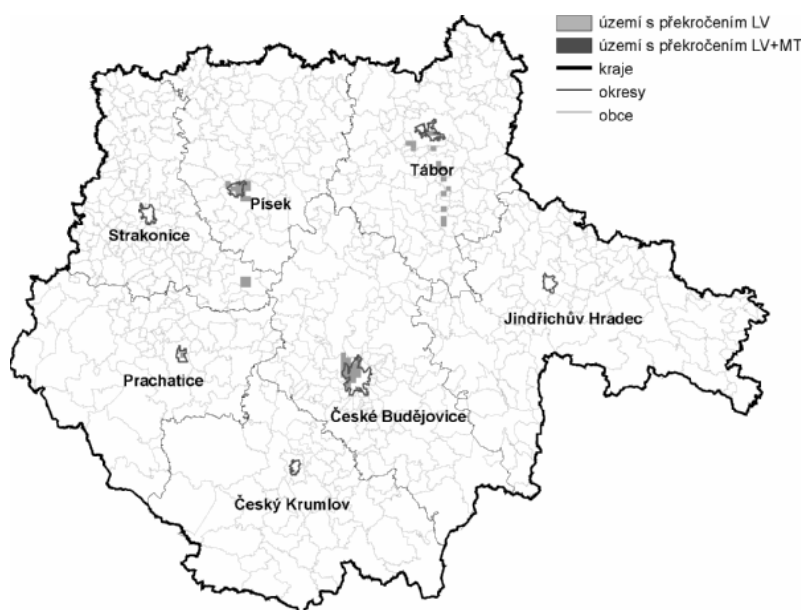 území s překročením LV
území s překročením LV+MT
kraje
okresy
obce
Tábor
Písek
Strakonice
Jindřichův Hradec
Prachatice
České Budějovice
Český Krumlov